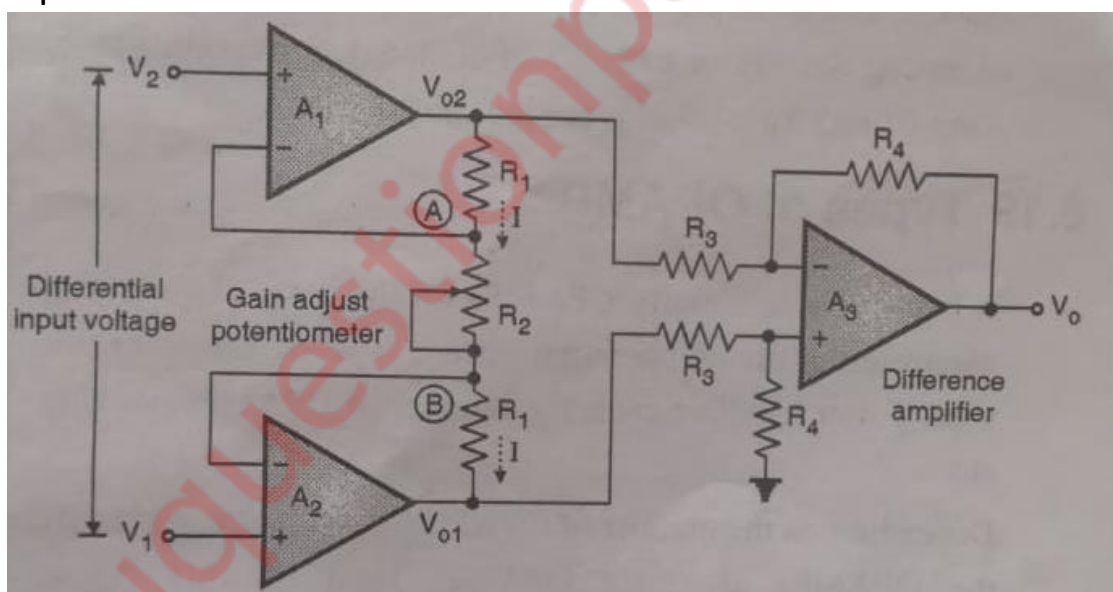 V2
+
A1
-
Vo2
R1
I
A
Differential
input voltage
Gain adjust
potentiometer
R2
B
R1
I
-
A2
+
V1
Vo1
R3
R4
-
A3
+
Vo
R3
R4
Difference
amplifier
questionp